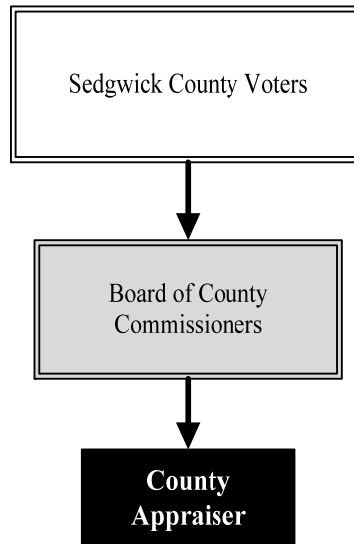 Sedgwick County Voters
Board of County
Commissioners
County
Appraiser